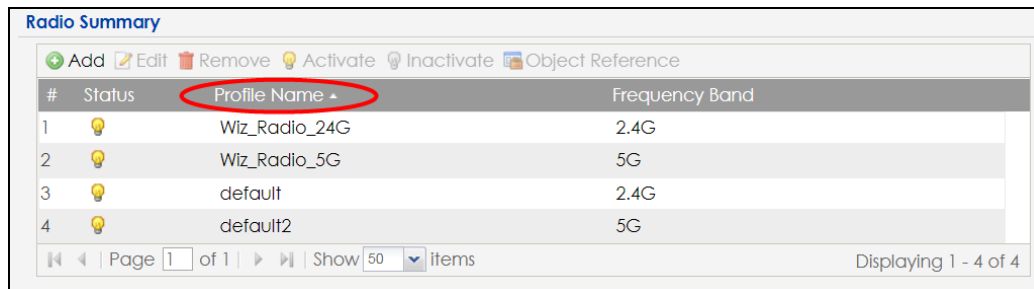 Radio Summary
Add Edit Remove Activate Inactivate Object Reference
# Status Profile Name Frequency Band
1 Wiz_Radio_24G 2.4G
2 Wiz_Radio_5G 5G
3 default 2.4G
4 default2 5G
Page 1 of 1 Show 50 items Displaying 1 - 4 of 4